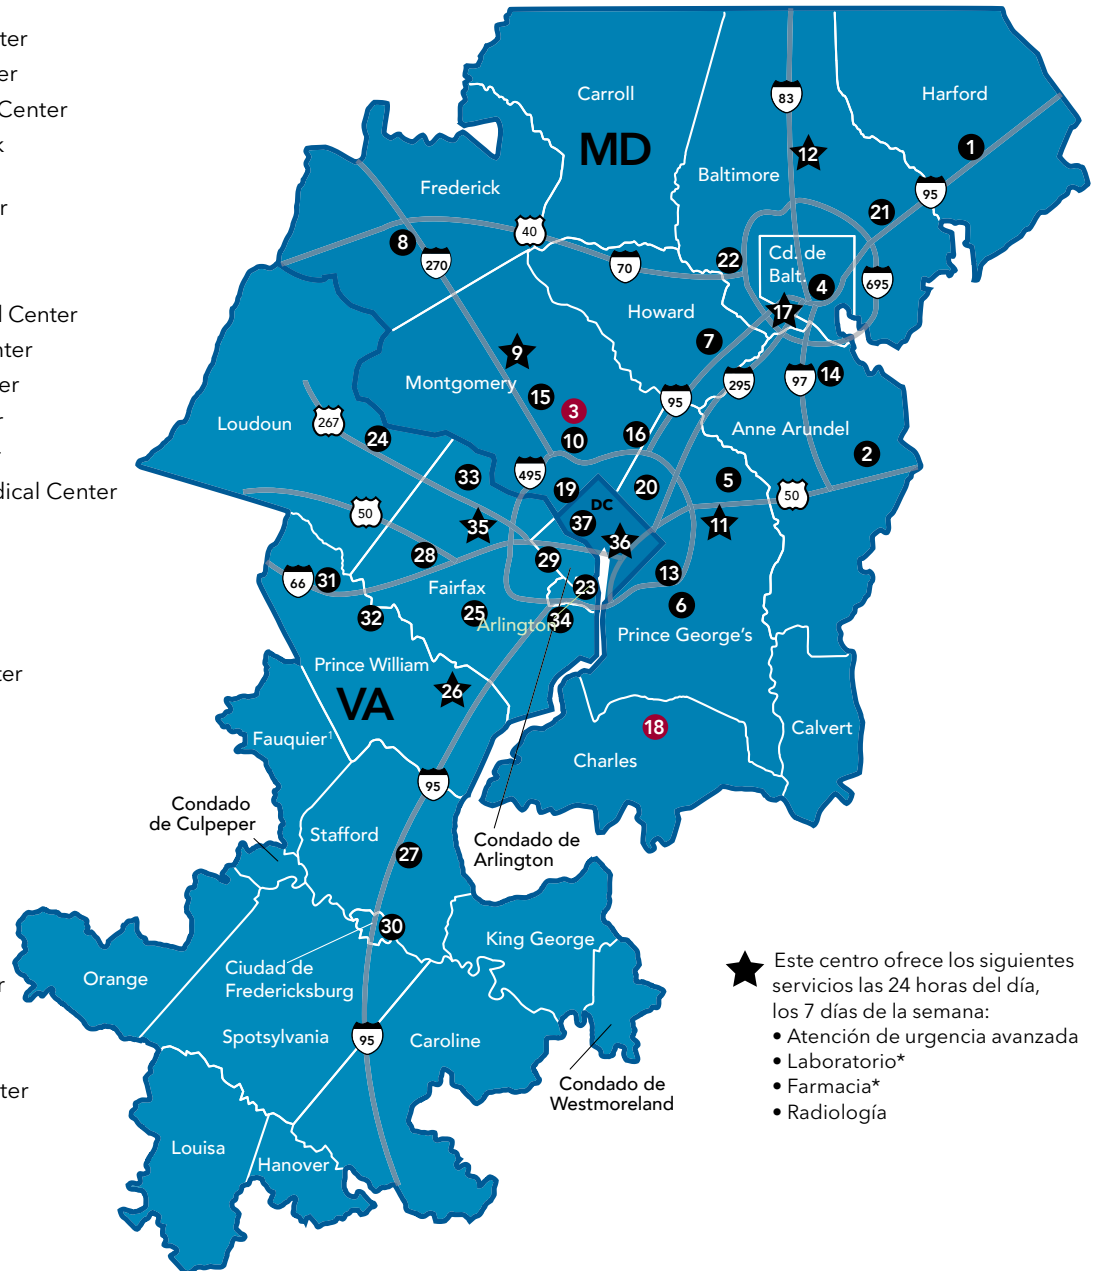 ter
er
Center
k
r
l Center
nter
er
r
dical Center
ter
r
ter
Carroll
83
Harford
MD
12
1
Baltimore
Frederick
95
21
40
8
270
70
22
Cd. de
Balt.
4
695
Howard
17
7
9
Montgomery
97
14
295
15
95
3
Loudoun
267
24
10
16
Anne Arundel
2
33
495
19
20
5
50
DC
50
35
37
11
36
28
29
66
31
13
Fairfax
23
6
32
25
Arlington
34
Prince George’s
Prince William
26
VA
18
Calvert
Fauquier¹
Charles
95
Condado
de Culpeper
Stafford
Condado de
Arlington
27
30
King George
Orange
Ciudad de
Fredericksburg
Spotsylvania
95
Caroline
Condado de
Westmoreland
Louisa
Hanover
Este centro ofrece los siguientes
servicios las 24 horas del día,
los 7 días de la semana:
• Atención de urgencia avanzada
• Laboratorio*
• Farmacia*
• Radiología